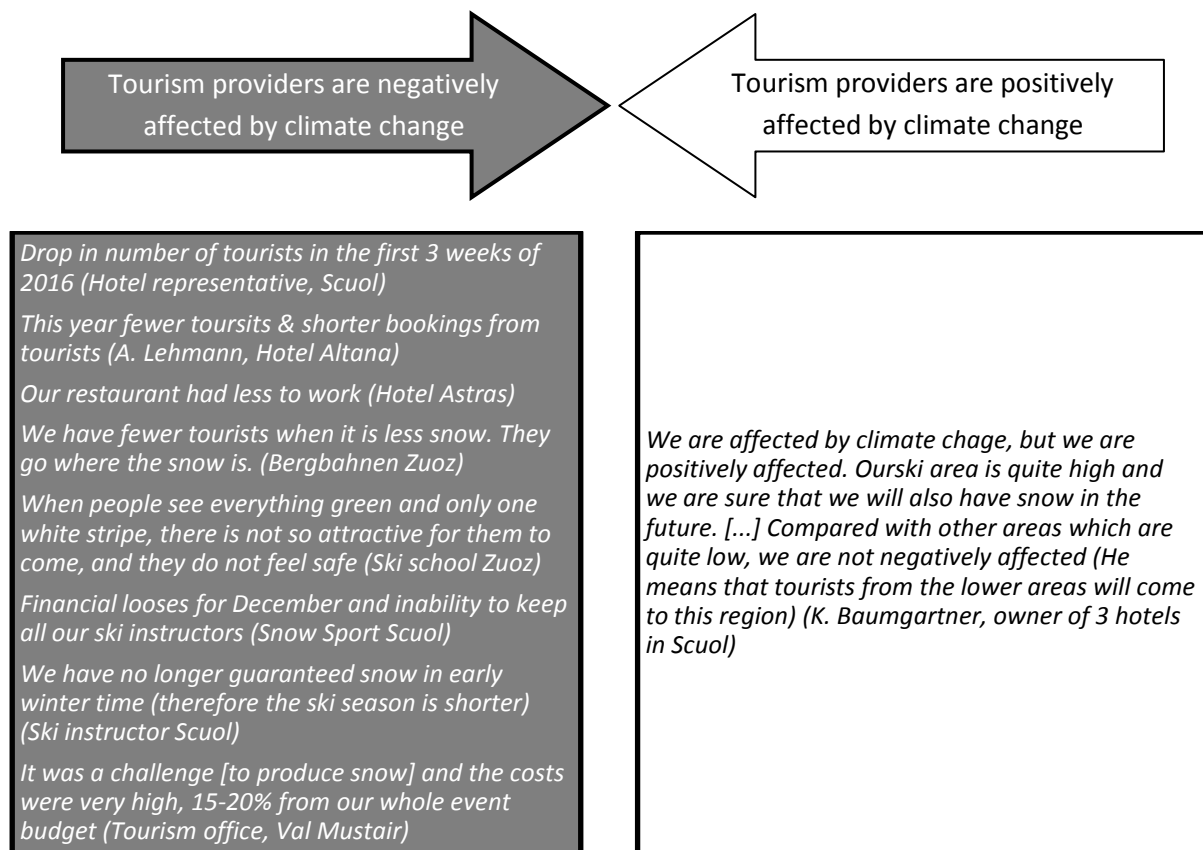 Tourism providers are negatively
affected by climate change
Tourism providers are positively
affected by climate change
Drop in number of tourists in the first 3 weeks of
2016 (Hotel representative, Scuol)
This year fewer toursits & shorter bookings from
tourists (A. Lehmann, Hotel Altana)
Our restaurant had less to work (Hotel Astras)
We have fewer tourists when it is less snow. They
go where the snow is. (Bergbahnen Zuoz)
When people see everything green and only one
white stripe, there is not so attractive for them to
come, and they do not feel safe (Ski school Zuoz)
Financial looses for December and inability to keep
all our ski instructors (Snow Sport Scuol)
We have no longer guaranteed snow in early
winter time (therefore the ski season is shorter)
(Ski instructor Scuol)
It was a challenge [to produce snow] and the costs
were very high, 15-20% from our whole event
budget (Tourism office, Val Mustair)
We are affected by climate chage, but we are
positively affected. Ourski area is quite high and
we are sure that we will also have snow in the
future. [...] Compared with other areas which are
quite low, we are not negatively affected (He
means that tourists from the lower areas will come
to this region) (K. Baumgartner, owner of 3 hotels
in Scuol)